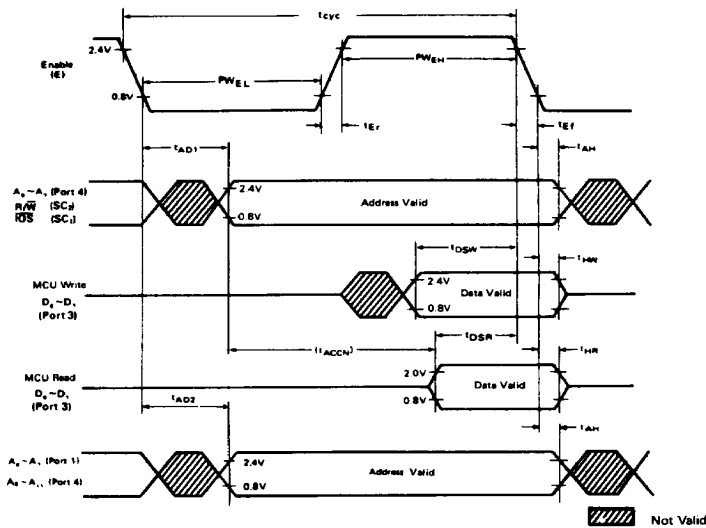 tcyc
2.4V
Enable
(E)
PWEL
PWEH
0.8V
tEr
tEf
tAD1
tAH
A0~A7 (Port 4)
R/W (SC2)
IOS (SC1)
2.4V
Address Valid
0.8V
tDSW
tHW
MCU Write
D0~D7
(Port 3)
2.4V
Data Valid
0.8V
(tACCN)
tDSR
tHR
MCU Read
D0~D7
(Port 3)
2.0V
Data Valid
0.8V
tAD2
tAH
A0~A7 (Port 1)
2.4V
Address Valid
A8~A15 (Port 4)
0.8V
Not Valid